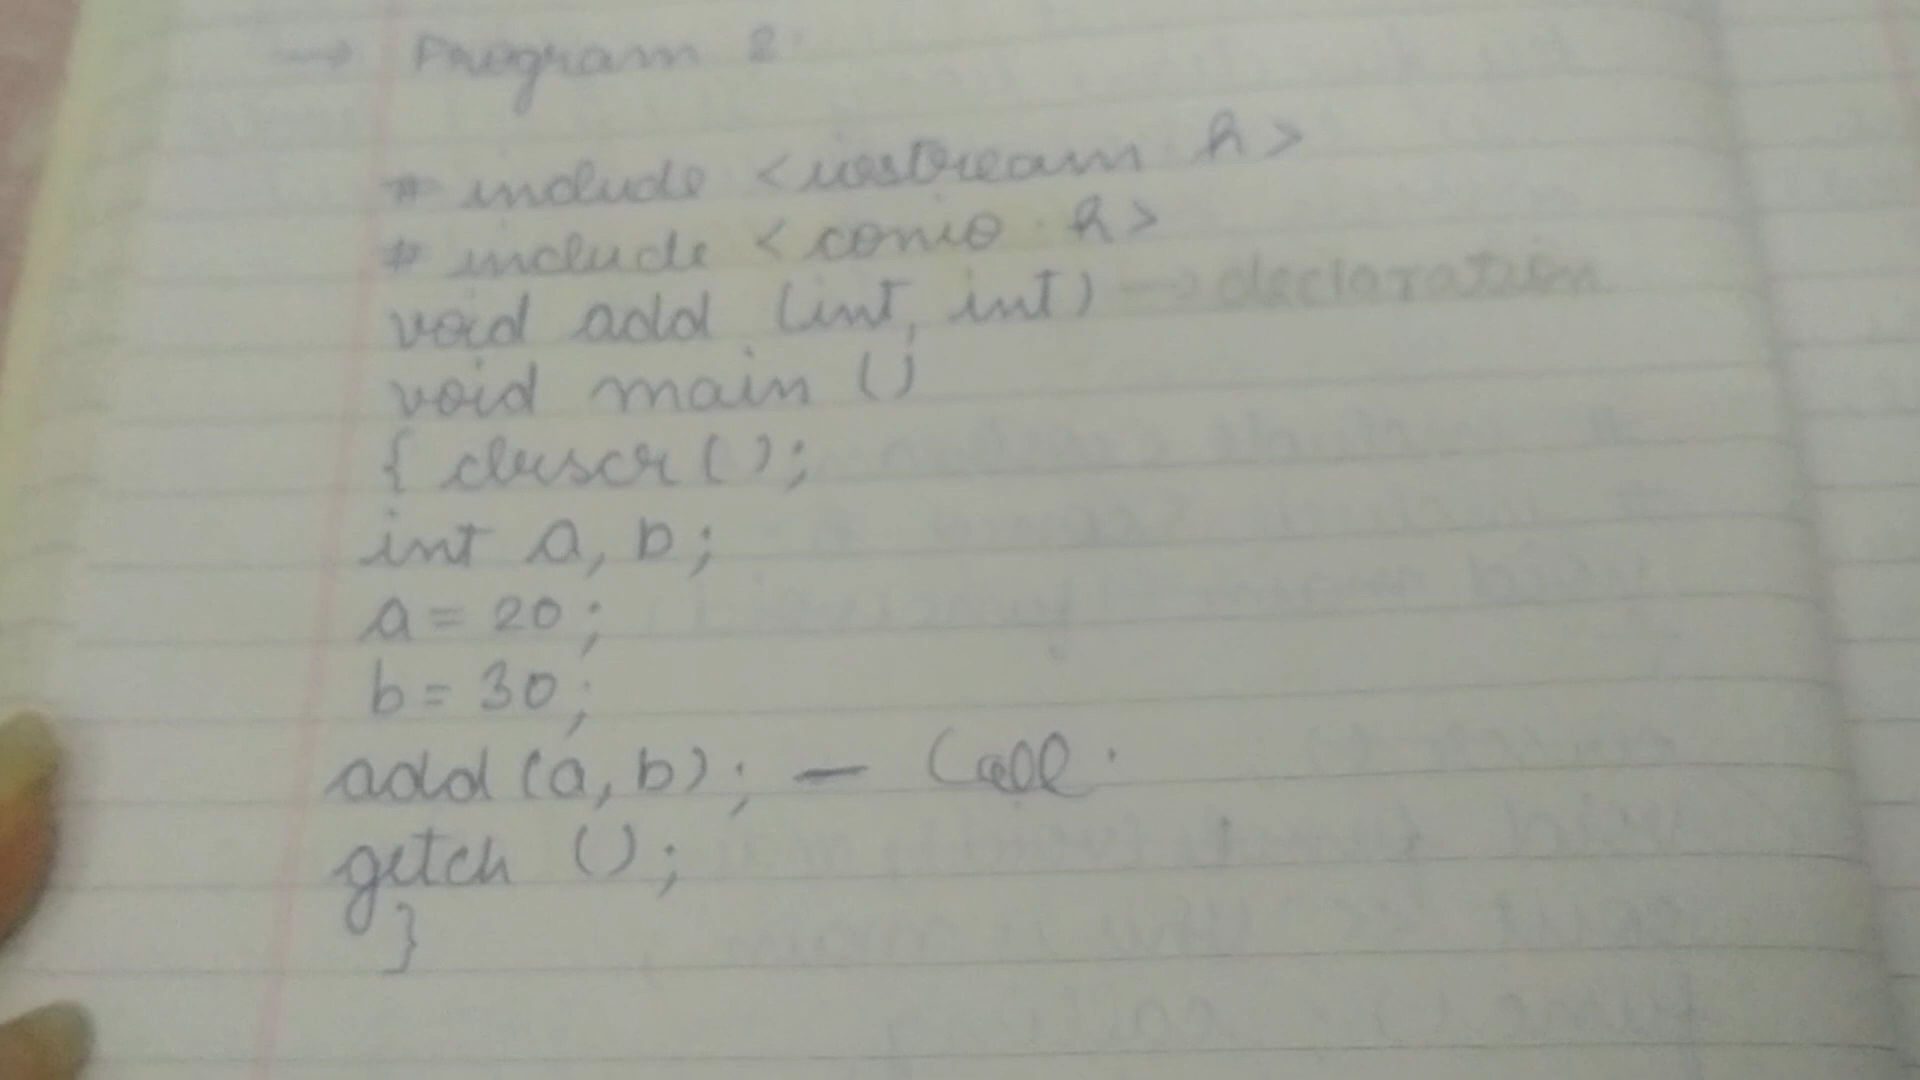 → Program 2
# include <iostream.h>
# include <conio.h>
void add (int, int) → declaration
void main ()
{ clrscr ();
int a, b;
a = 20;
b = 30;
add (a, b); — Call.
getch ();
}